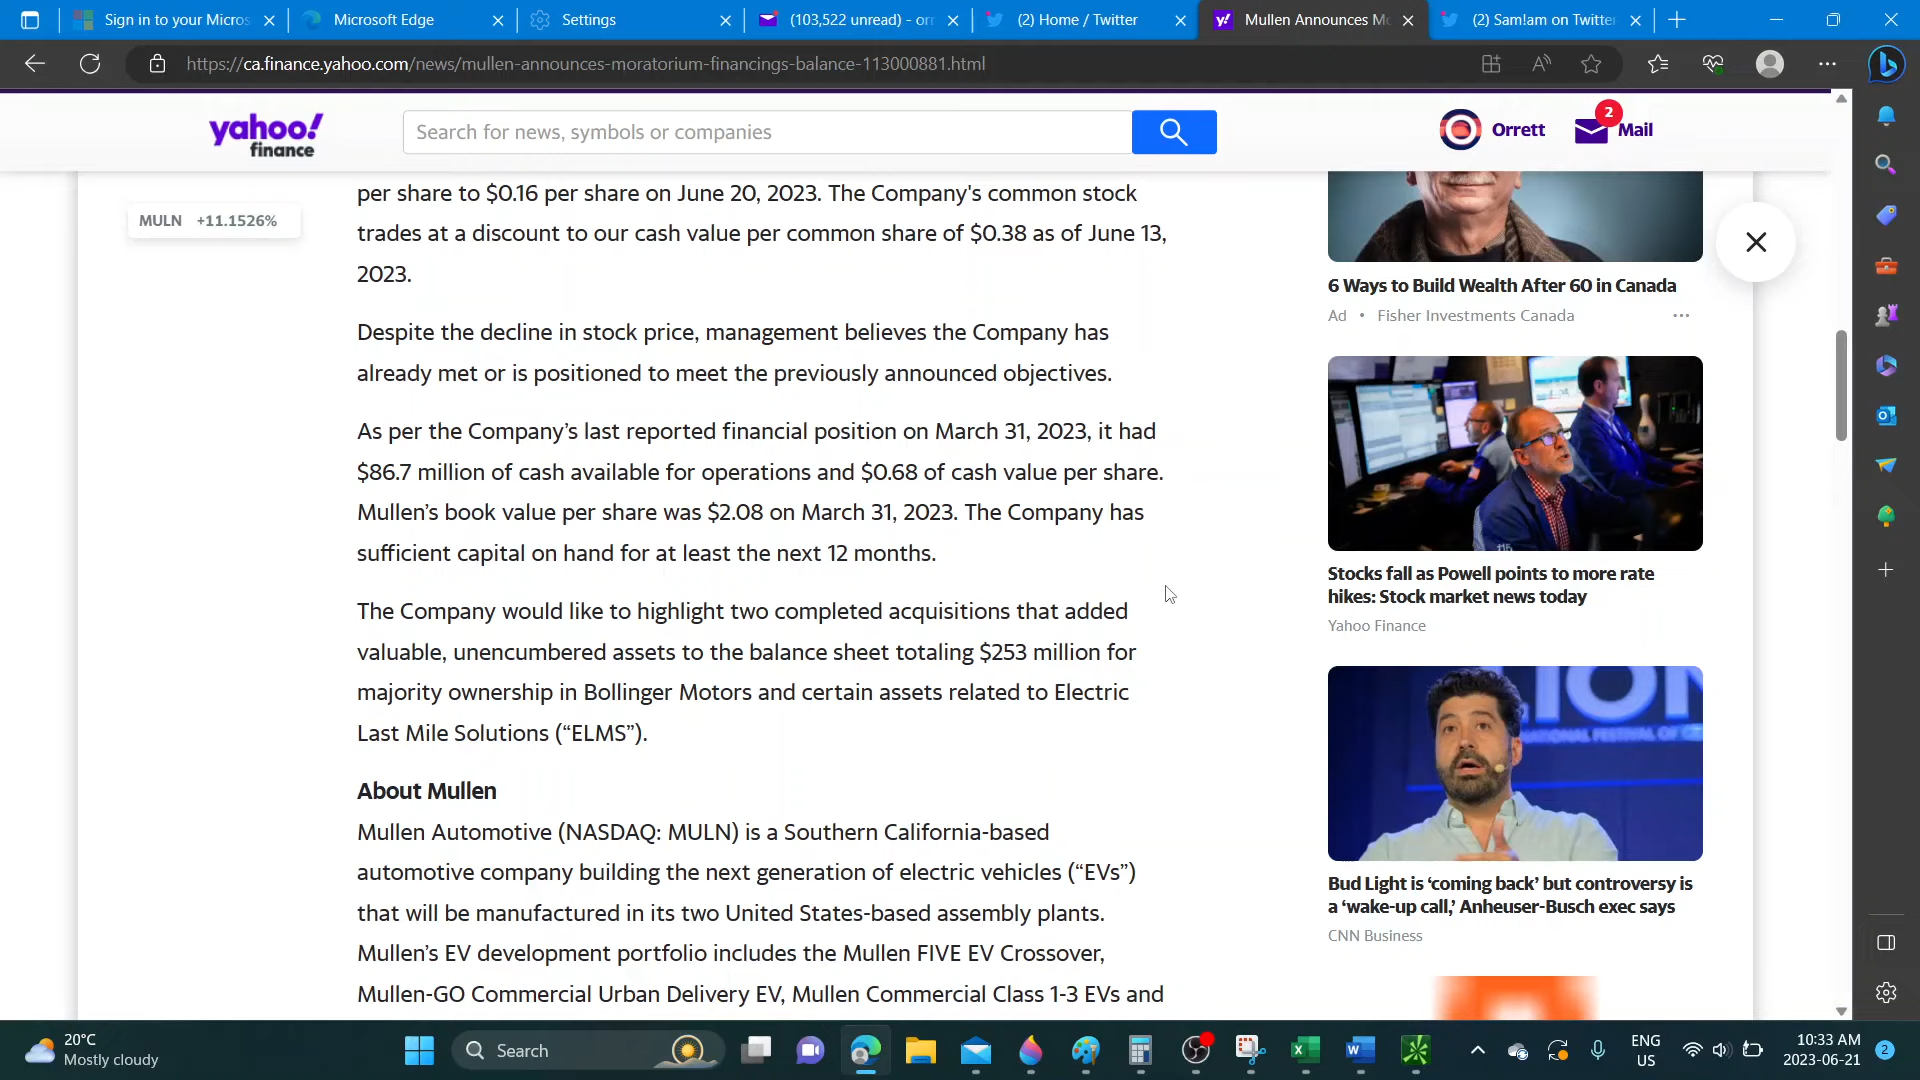 Sign in to your Micros
Microsoft Edge
Settings
(103,522 unread) - orr
(2) Home / Twitter
Mullen Announces Mo
(2) Sam!am on Twitte
https://ca.finance.yahoo.com/news/mullen-announces-moratorium-financings-balance-113000881.html
yahoo!
finance
Search for news, symbols or companies
Orrett
2
Mail
MULN +11.1526%
per share to $0.16 per share on June 20, 2023. The Company's common stock
trades at a discount to our cash value per common share of $0.38 as of June 13,
2023.
Despite the decline in stock price, management believes the Company has
already met or is positioned to meet the previously announced objectives.
As per the Company’s last reported financial position on March 31, 2023, it had
$86.7 million of cash available for operations and $0.68 of cash value per share.
Mullen’s book value per share was $2.08 on March 31, 2023. The Company has
sufficient capital on hand for at least the next 12 months.
The Company would like to highlight two completed acquisitions that added
valuable, unencumbered assets to the balance sheet totaling $253 million for
majority ownership in Bollinger Motors and certain assets related to Electric
Last Mile Solutions (“ELMS”).
About Mullen
Mullen Automotive (NASDAQ: MULN) is a Southern California-based
automotive company building the next generation of electric vehicles (“EVs”)
that will be manufactured in its two United States-based assembly plants.
Mullen’s EV development portfolio includes the Mullen FIVE EV Crossover,
Mullen-GO Commercial Urban Delivery EV, Mullen Commercial Class 1-3 EVs and
6 Ways to Build Wealth After 60 in Canada
Ad • Fisher Investments Canada
Stocks fall as Powell points to more rate
hikes: Stock market news today
Yahoo Finance
Bud Light is ‘coming back’ but controversy is
a ‘wake-up call,’ Anheuser-Busch exec says
CNN Business
20°C
Mostly cloudy
Search
ENG
US
10:33 AM
2023-06-21
2